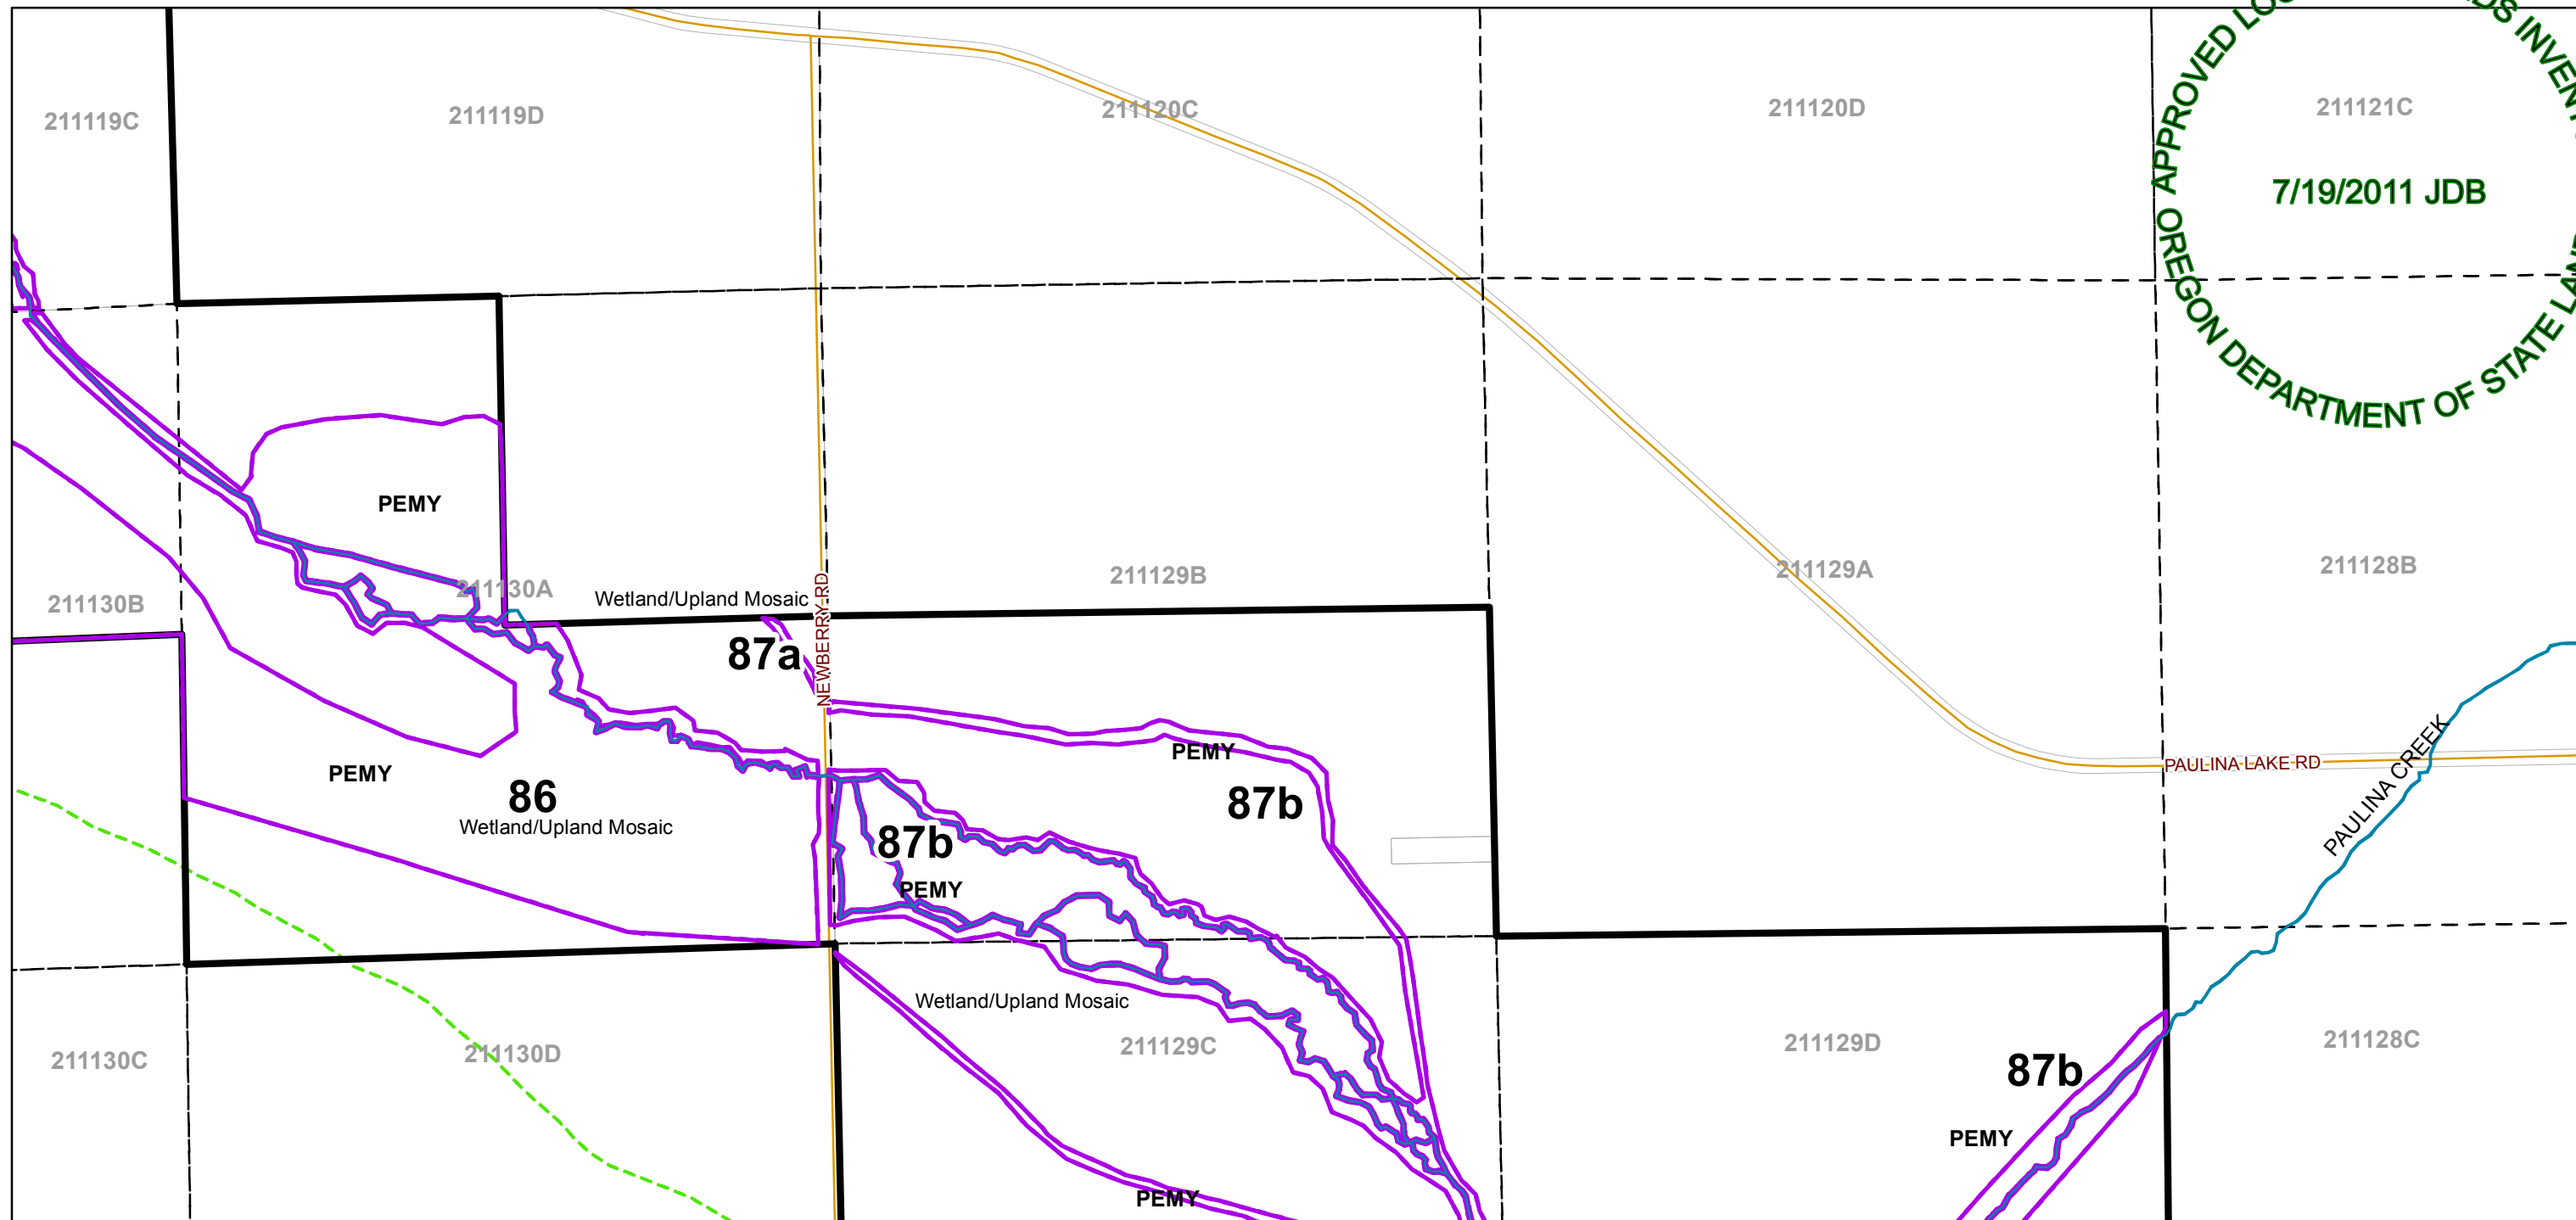 211119C
211119D
211120C
211120D
211121C
APPROVED
7/19/2011 JDB
OREGON DEPARTMENT OF STATE
PEMY
211130B
211130A
Wetland/Upland Mosaic
NEWBERRY RD
211129B
211129A
211128B
87a
PEMY
87b
PAULINA LAKE RD
PAULINA CREEK
PEMY
86
Wetland/Upland Mosaic
87b
PEMY
Wetland/Upland Mosaic
211130C
211130D
211129C
211129D
211128C
87b
PEMY
PEMY